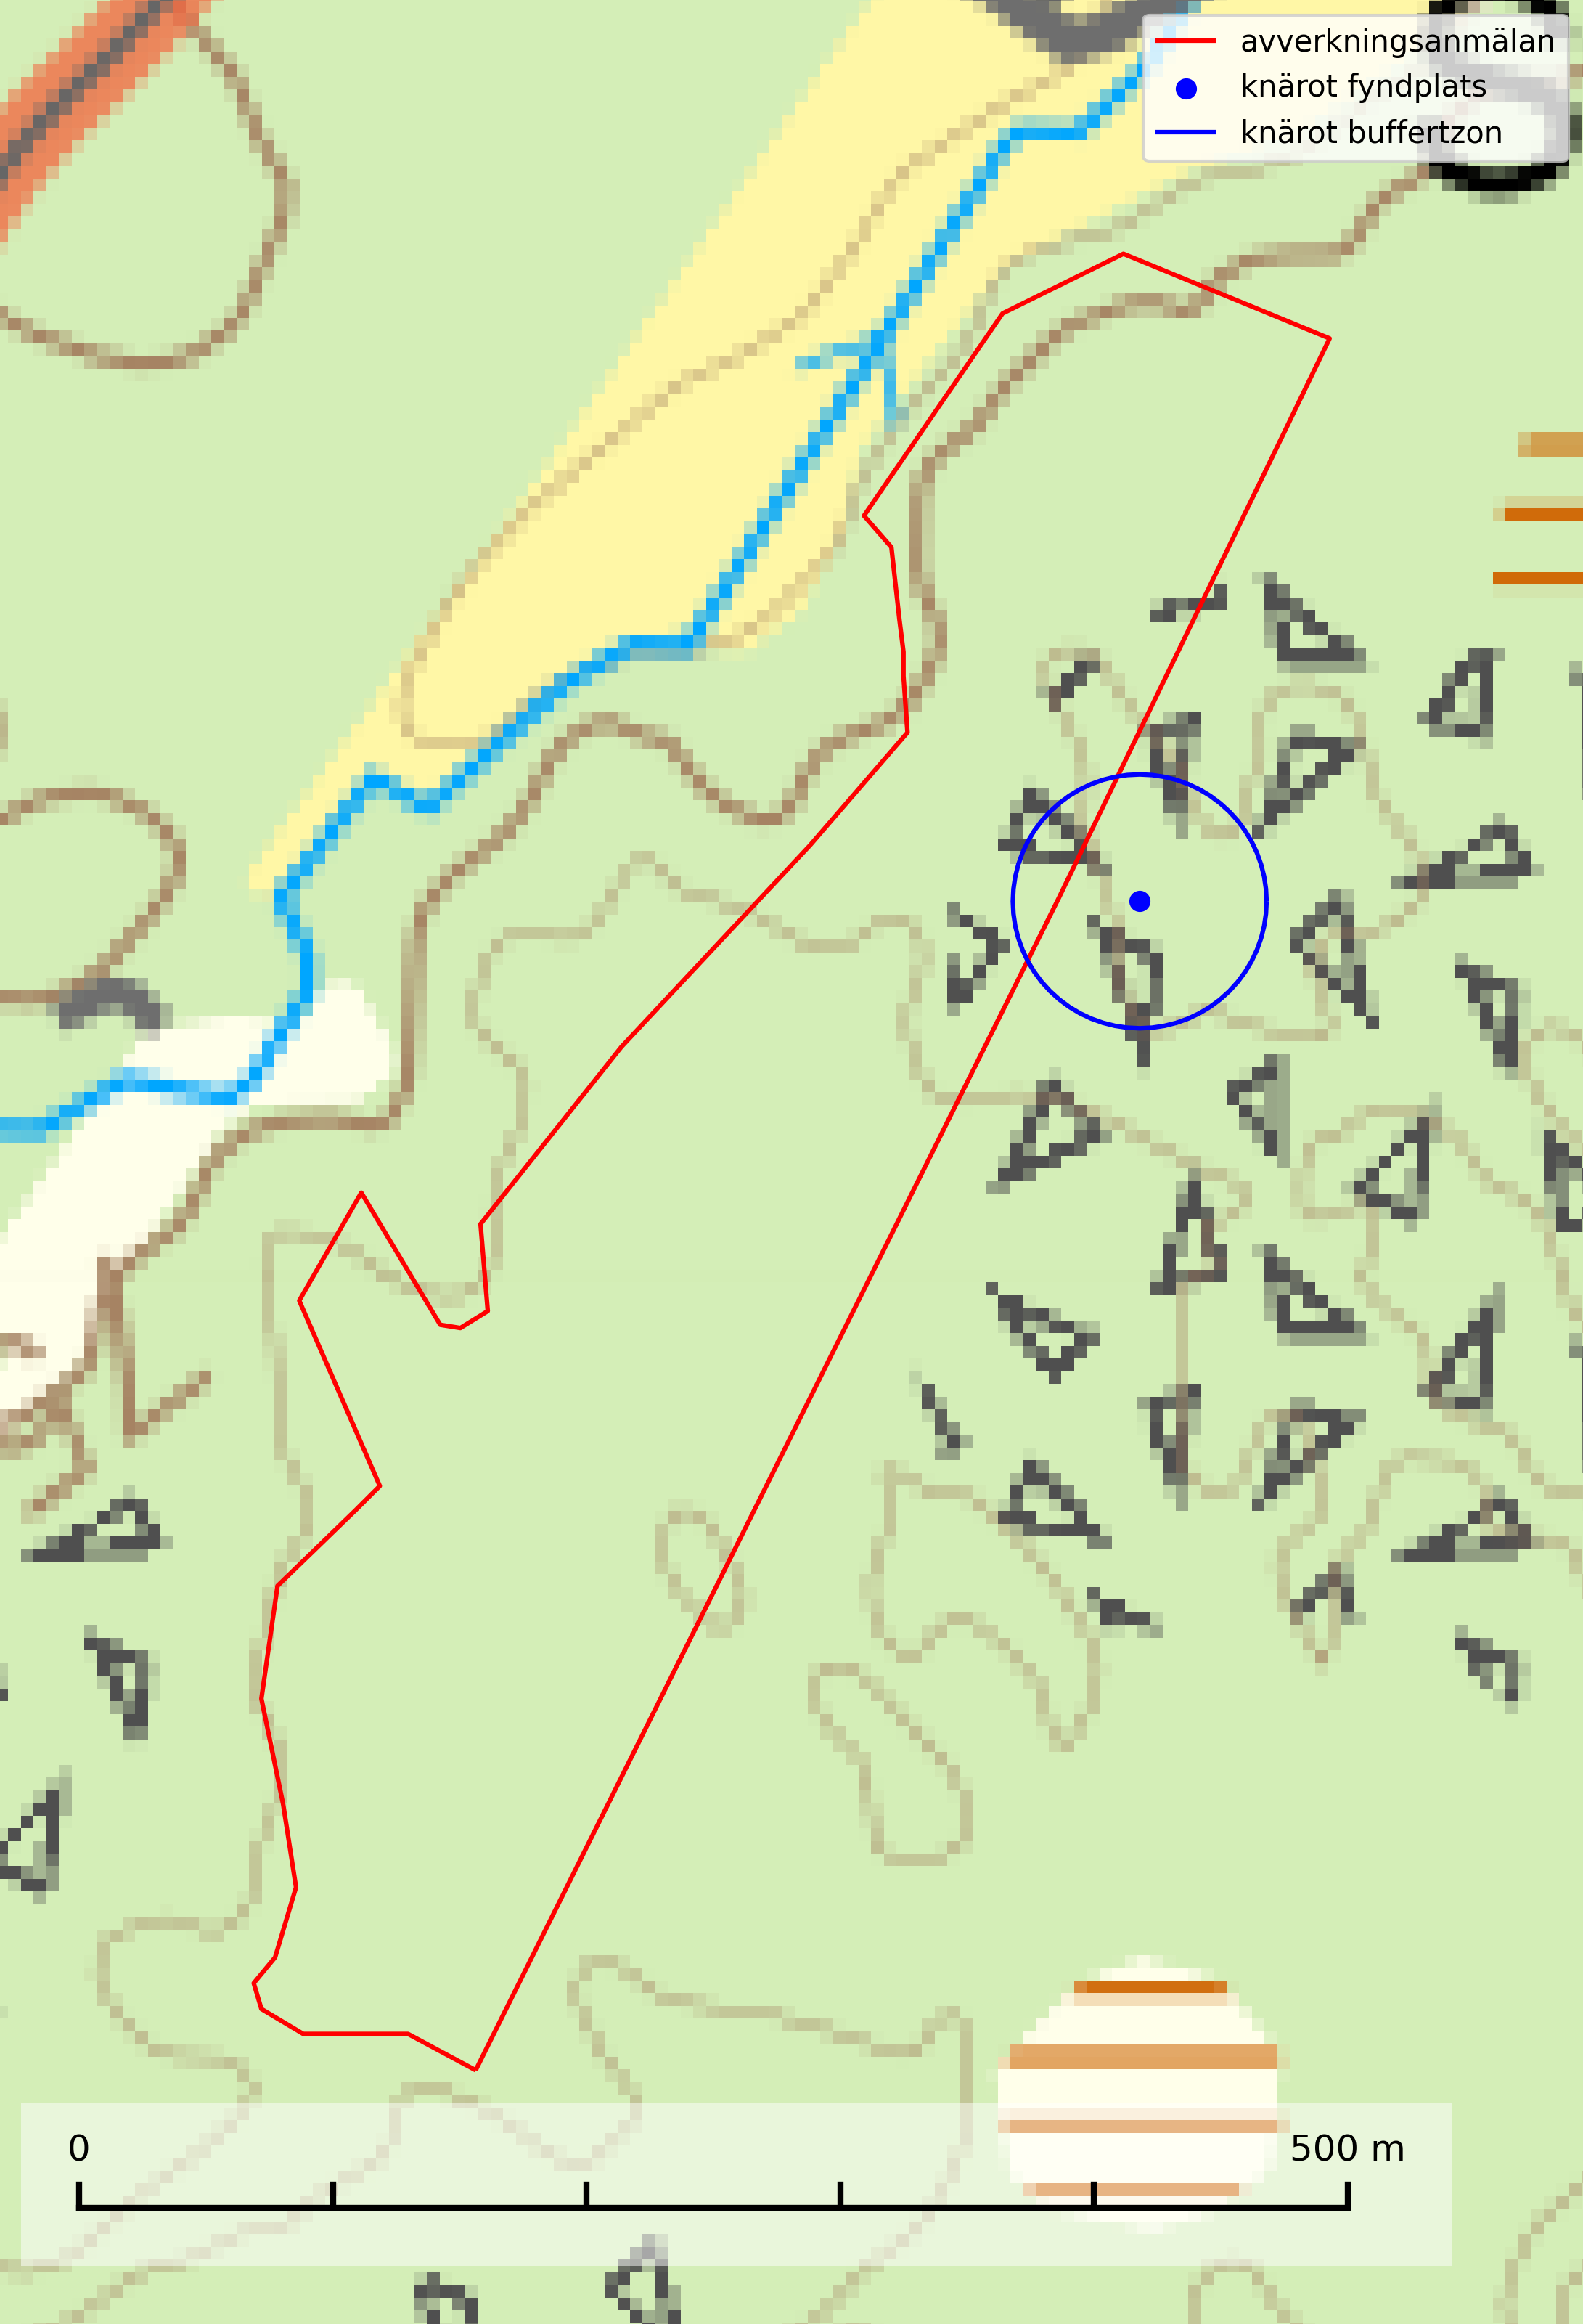 avverkningsanmälan
knärot fyndplats
knärot buffertzon
0
500 m